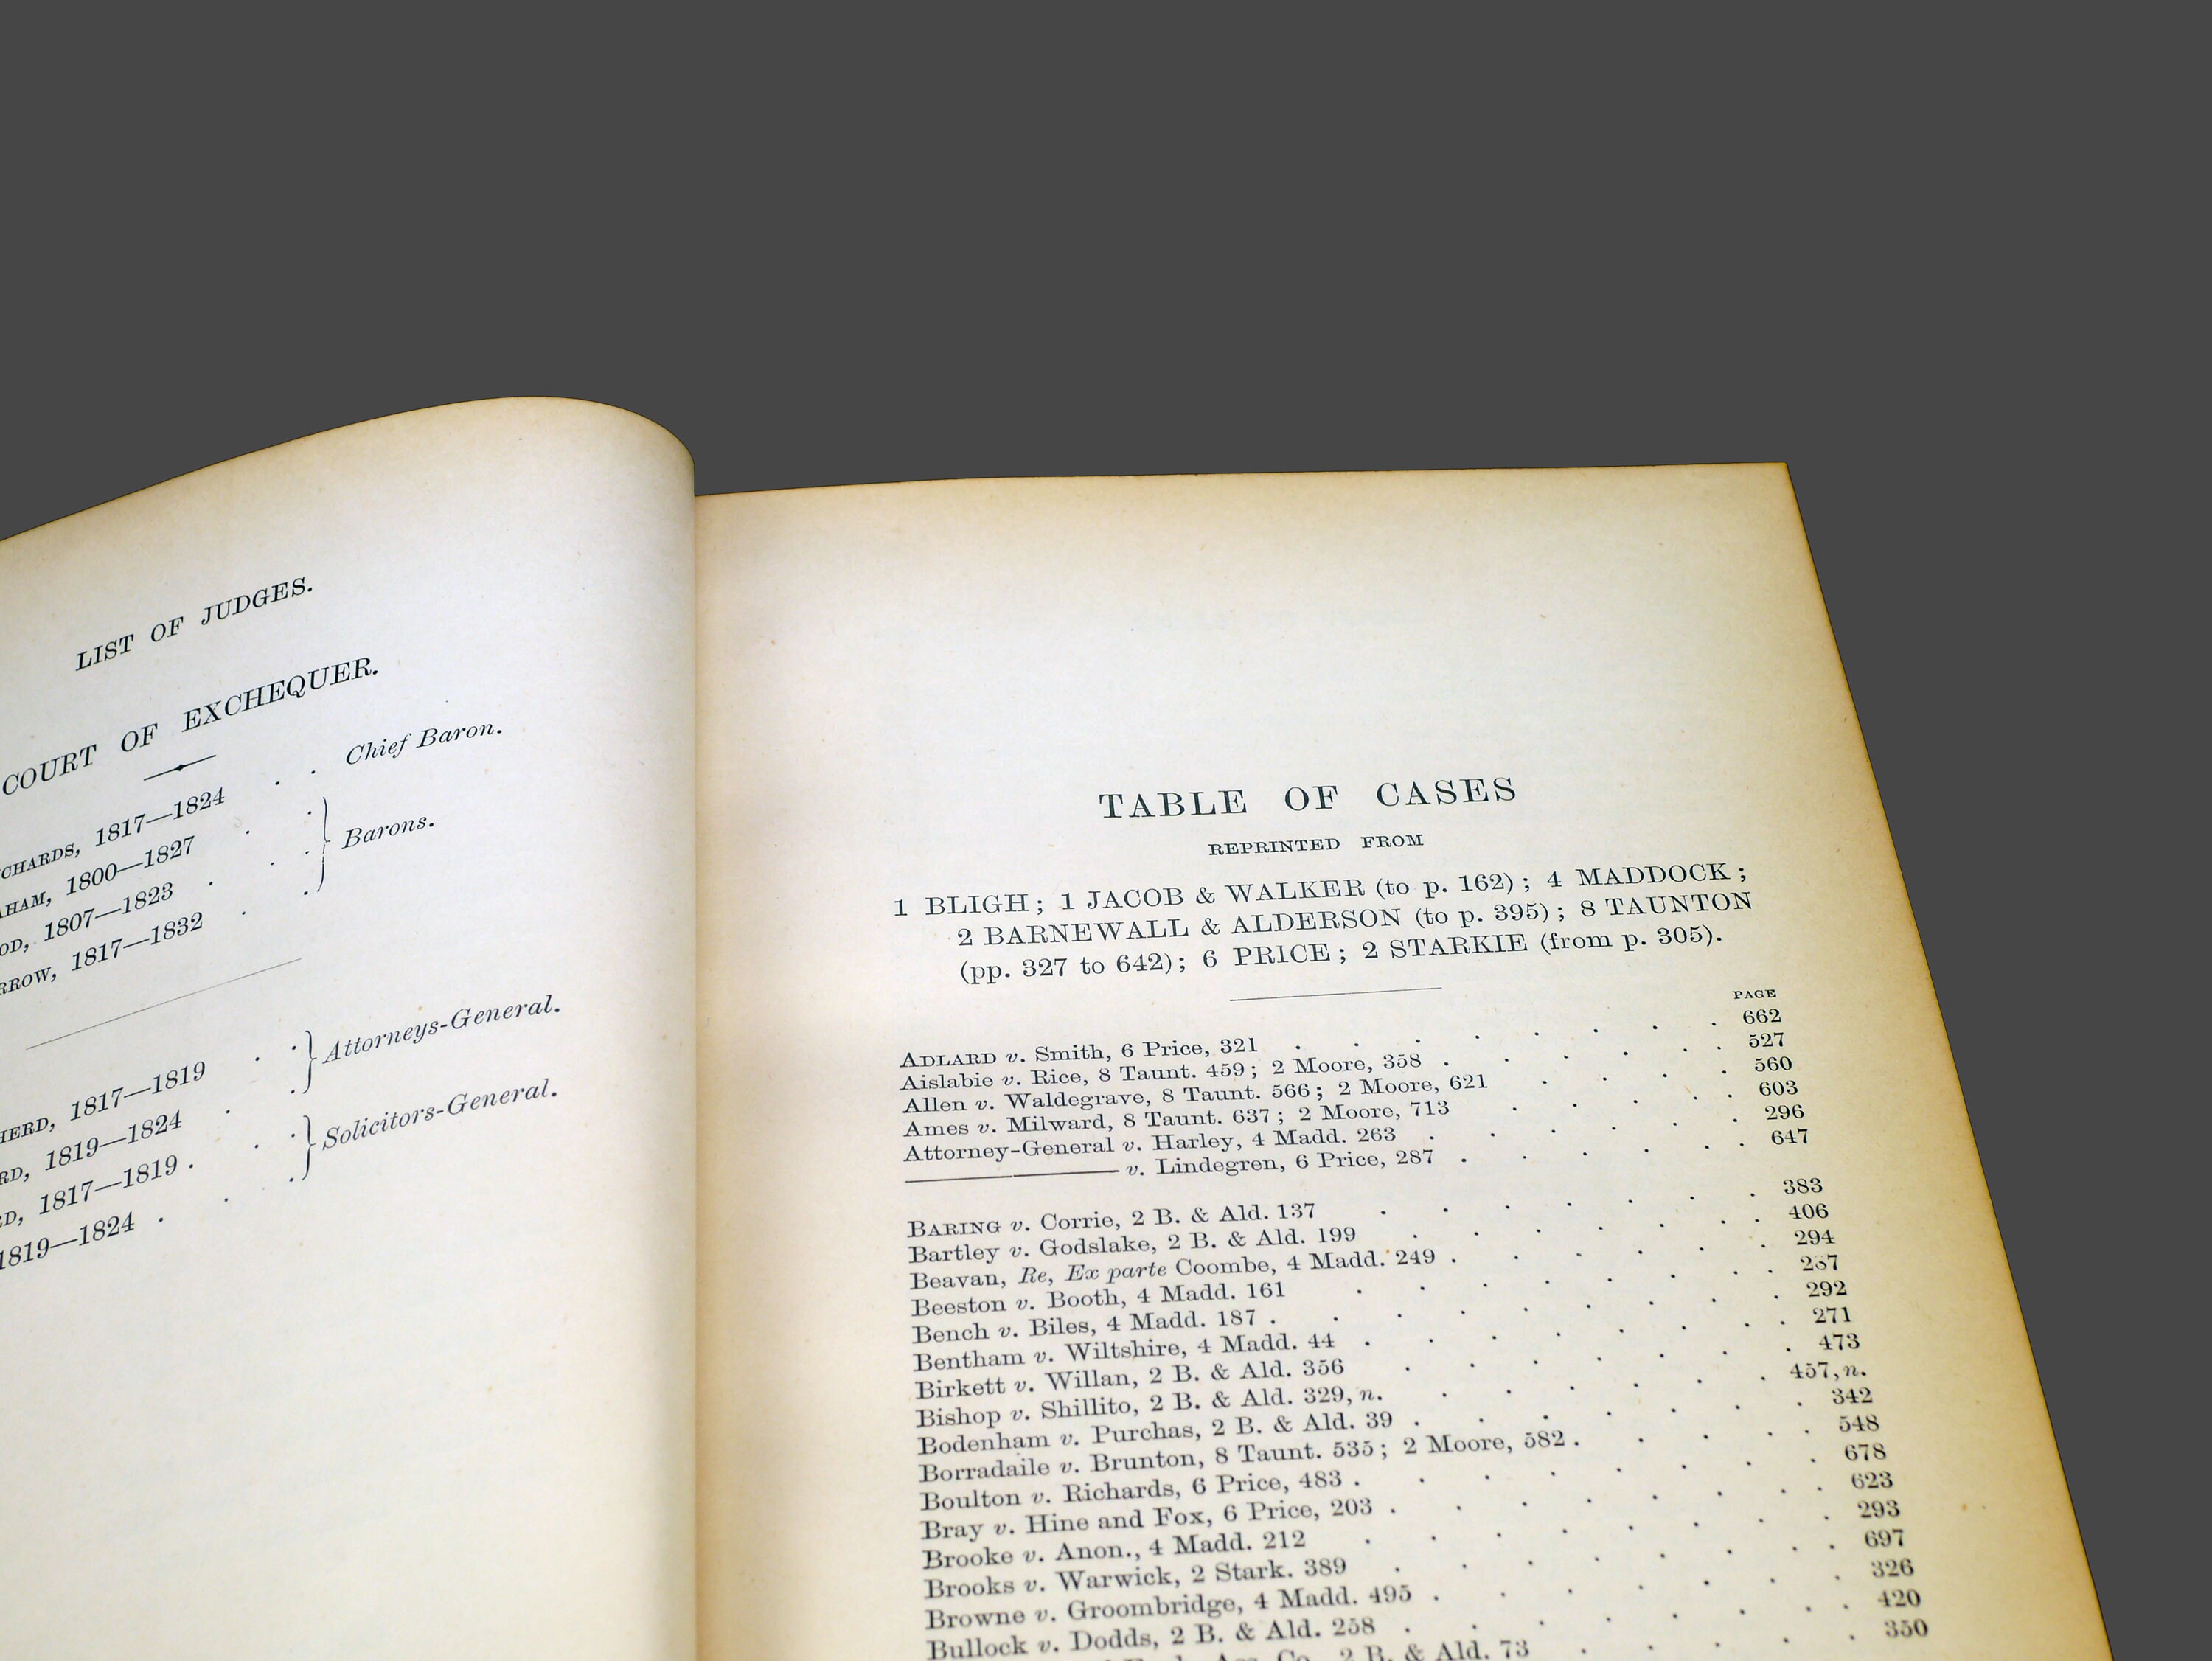 LIST OF JUDGES.
COURT OF EXCHEQUER.
CHARDS, 1817—1824 . . Chief Baron.
HAM, 1800—1827 . .
OD, 1807—1823 . . . Barons.
RROW, 1817—1832 . .
HERD, 1817—1819 . . Attorneys-General.
RD, 1819—1824 . .
D, 1817—1819 . . . Solicitors-General.
1819—1824 . . .
TABLE OF CASES
REPRINTED FROM
1 BLIGH; 1 JACOB & WALKER (to p. 162); 4 MADDOCK;
2 BARNEWALL & ALDERSON (to p. 395); 8 TAUNTON
(pp. 327 to 642); 6 PRICE; 2 STARKIE (from p. 305).
PAGE
ADLARD v. Smith, 6 Price, 321 . . . . . . . 662
Aislabie v. Rice, 8 Taunt. 459; 2 Moore, 358 . . . . . 527
Allen v. Waldegrave, 8 Taunt. 566; 2 Moore, 621 . . . . 560
Ames v. Milward, 8 Taunt. 637; 2 Moore, 713 . . . . 603
Attorney-General v. Harley, 4 Madd. 263 . . . . . . 296
——— v. Lindegren, 6 Price, 287 . . . . . . 647
BARING v. Corrie, 2 B. & Ald. 137 . . . . . . . 383
Bartley v. Godslake, 2 B. & Ald. 199 . . . . . . 406
Beavan, Re, Ex parte Coombe, 4 Madd. 249 . . . . . . 294
Beeston v. Booth, 4 Madd. 161 . . . . . . . 287
Bench v. Biles, 4 Madd. 187 . . . . . . . . 292
Bentham v. Wiltshire, 4 Madd. 44 . . . . . . . 271
Birkett v. Willan, 2 B. & Ald. 356 . . . . . . . 473
Bishop v. Shillito, 2 B. & Ald. 329, n. . . . . . . 457, n.
Bodenham v. Purchas, 2 B. & Ald. 39 . . . . . . . 342
Borradaile v. Brunton, 8 Taunt. 535; 2 Moore, 582 . . . . . 548
Boulton v. Richards, 6 Price, 483 . . . . . . . 678
Bray v. Hine and Fox, 6 Price, 203 . . . . . . . 623
Brooke v. Anon., 4 Madd. 212 . . . . . . . 293
Brooks v. Warwick, 2 Stark. 389 . . . . . . . 697
Browne v. Groombridge, 4 Madd. 495 . . . . . . . 326
Bullock v. Dodds, 2 B. & Ald. 258 . . . . . . . 420
Co., 2 B. & Ald. 73 . . . . . 350